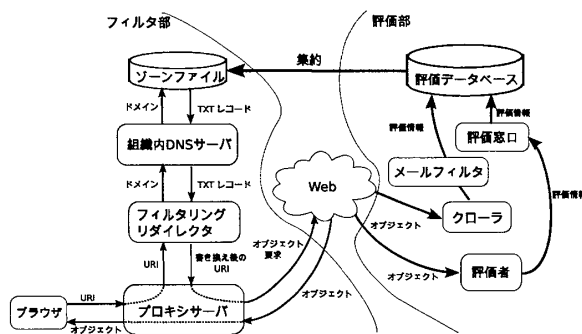 フィルタ部
評価部
集約
ゾーンファイル
評価データベース
ドメイン
TXTレコード
評価情報
評価情報
組織内DNSサーバ
評価窓口
メールフィルタ
ドメイン
TXTレコード
Web
評価情報
フィルタリング
リダイレクタ
クローラ
オブジェクト
URI
書き換え後の
URI
オブジェクト
要求
オブジェクト
評価者
オブジェクト
ブラウザ
URI
プロキシサーバ
オブジェクト